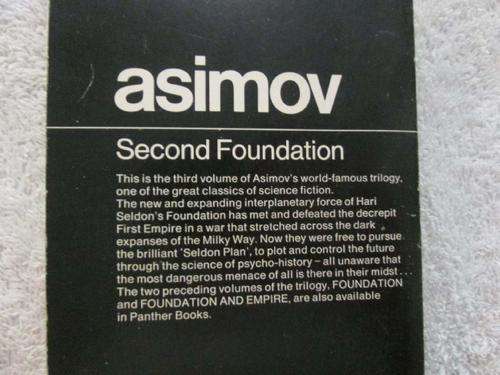 asimov
Second Foundation
This is the third volume of Asimov's world-famous trilogy,
one of the great classics of science fiction.
The new and expanding interplanetary force of Hari
Seldon's Foundation has met and defeated the decrepit
First Empire in a war that stretched across the dark
expanses of the Milky Way. Now they were free to pursue
the brilliant 'Seldon Plan', to plot and control the future
through the science of psycho-history – all unaware that
the most dangerous menace of all is there in their midst...
The two preceding volumes of the trilogy, FOUNDATION
and FOUNDATION AND EMPIRE, are also available
in Panther Books.